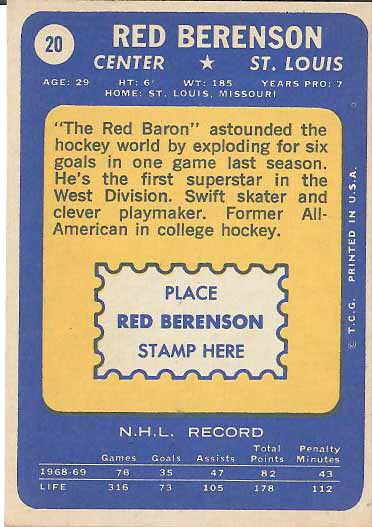 20
RED BERENSON
CENTER ★ ST. LOUIS
AGE: 29 HT: 6' WT: 185 YEARS PRO: 7
HOME: ST. LOUIS, MISSOURI
"The Red Baron" astounded the
hockey world by exploding for six
goals in one game last season.
He's the first superstar in the
West Division. Swift skater and
clever playmaker. Former All-
American in college hockey.
PLACE
RED BERENSON
STAMP HERE
© T.C.G. PRINTED IN U.S.A.
N.H.L. RECORD
Games Goals Assists Total Points Penalty Minutes
1968-69 76 35 47 82 43
LIFE 316 73 105 178 112